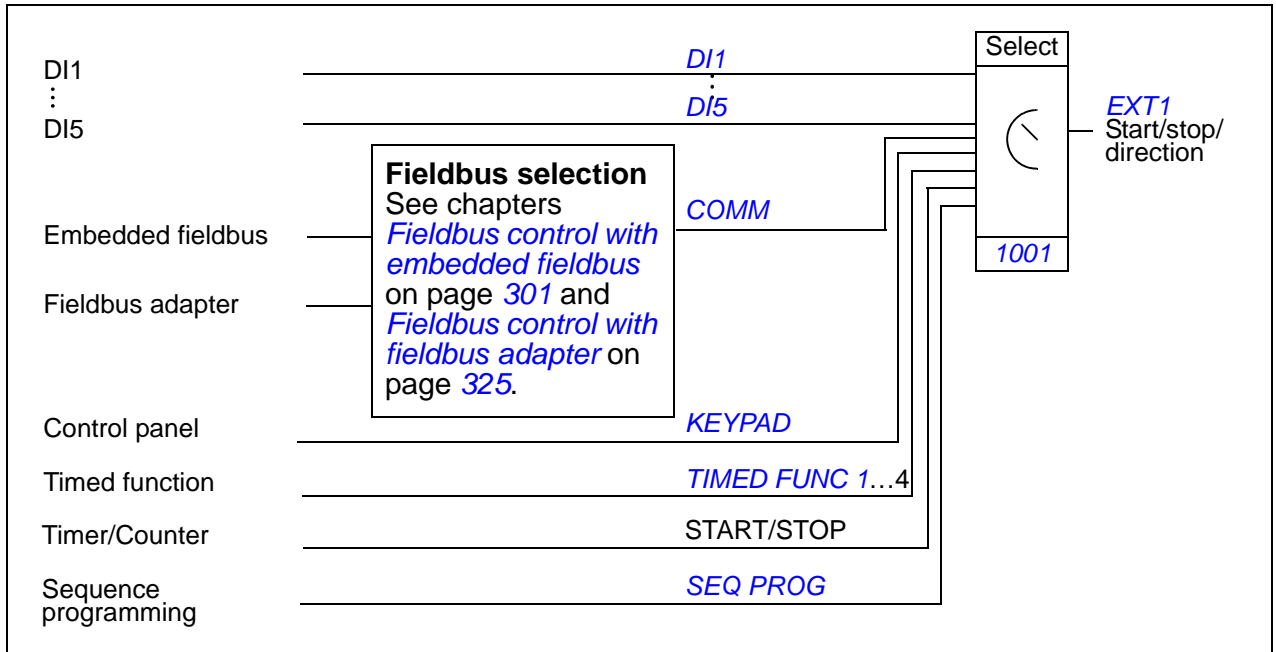 Select
DI1
⋮
DI5
DI1
⋮
DI5
EXT1
Start/stop/
direction
Fieldbus selection
See chapters
Fieldbus control with
embedded fieldbus
on page 301 and
Fieldbus control with
fieldbus adapter on
page 325.
COMM
Embedded fieldbus
Fieldbus adapter
1001
Control panel
KEYPAD
Timed function
TIMED FUNC 1…4
Timer/Counter
START/STOP
Sequence
programming
SEQ PROG